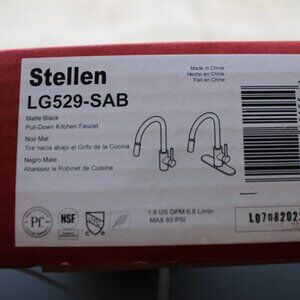 Stellen
LG529-SAB
Made in China
Hecho en China
Fait en Chine
Matte Black
Pull-Down Kitchen Faucet
Noir Mat
Tire hacia abajo el Grifo de la Cocina
Negro Mate
Abaissez le Robinet de Cuisine
Pf
NSF
1.8 US GPM 6.8 L/min
MAX 60 PSI